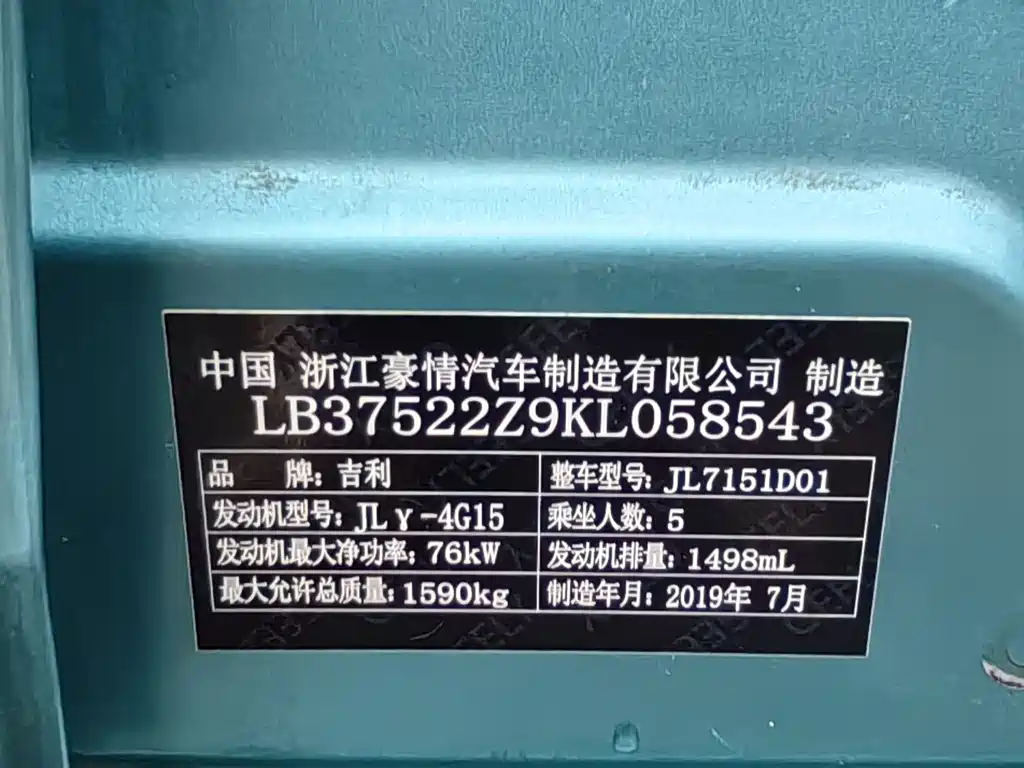 中国 浙江豪情汽车制造有限公司 制造
LB37522Z9KL058543
品 牌: 吉利 整车型号: JL7151D01
发动机型号: JLγ-4G15 乘坐人数: 5
发动机最大净功率: 76kW 发动机排量: 1498mL
最大允许总质量: 1590kg 制造年月: 2019年 7月